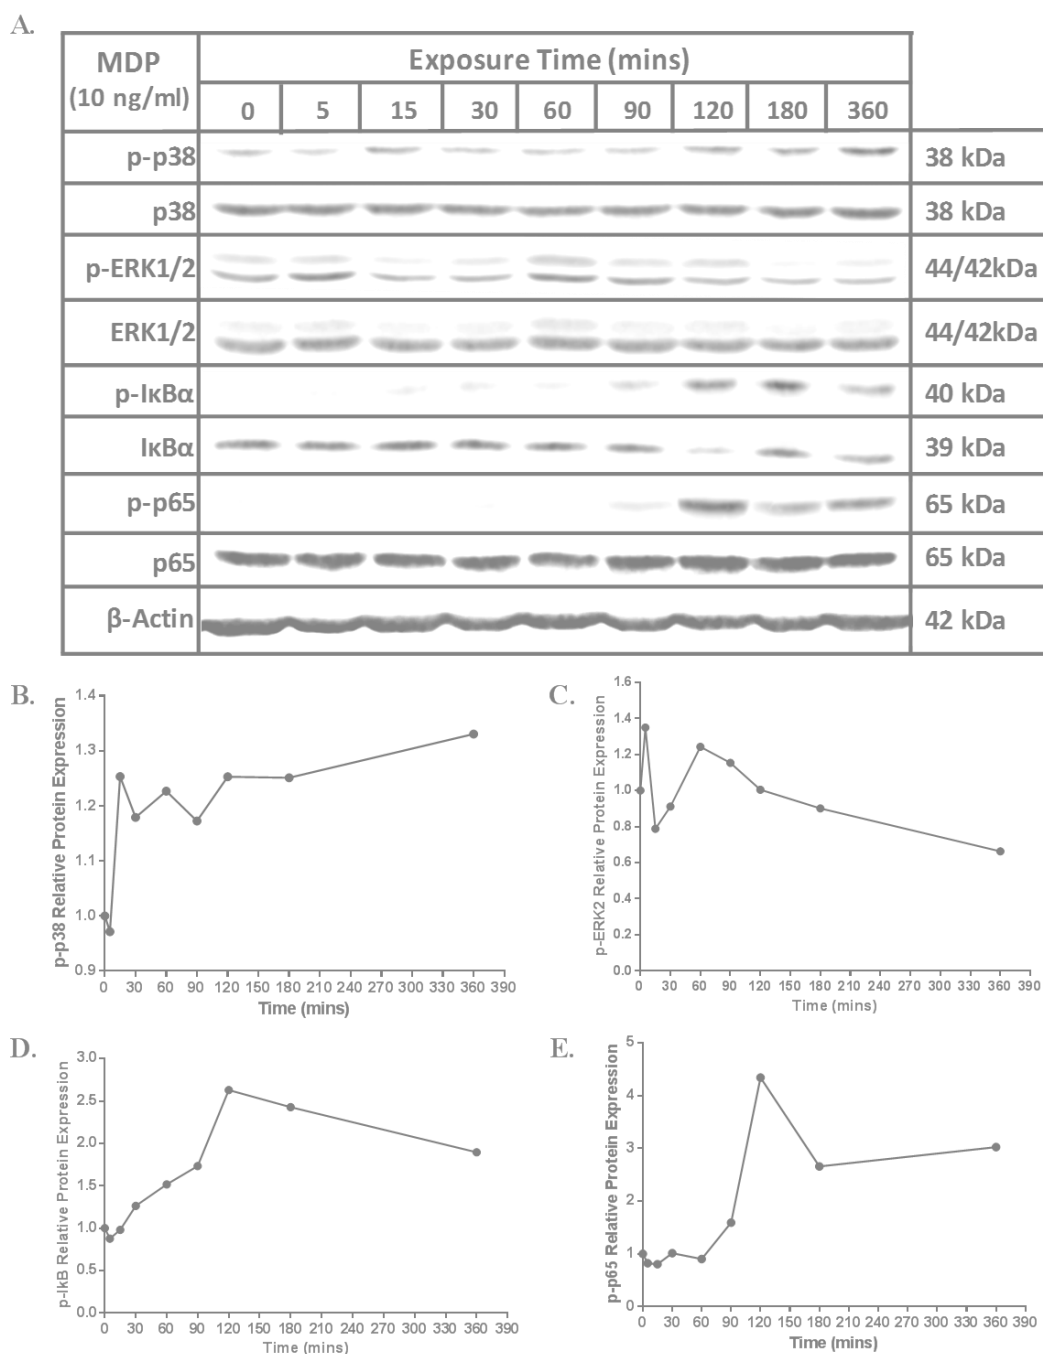 A.
MDP
(10 ng/ml)
Exposure Time (mins)
0 5 15 30 60 90 120 180 360
p-p38 38 kDa
p38 38 kDa
p-ERK1/2 44/42kDa
ERK1/2 44/42kDa
p-IκBα 40 kDa
IκBα 39 kDa
p-p65 65 kDa
p65 65 kDa
β-Actin 42 kDa
B.
p-p38 Relative Protein Expression
1.4
1.3
1.2
1.1
1.0
0.9
0 30 60 90 120 150 180 210 240 270 300 330 360 390
Time (mins)
C.
p-ERK2 Relative Protein Expression
1.6
1.4
1.2
1.0
0.8
0.6
0.4
0.2
0.0
0 30 60 90 120 150 180 210 240 270 300 330 360 390
Time (mins)
D.
p-IkB Relative Protein Expression
3.0
2.5
2.0
1.5
1.0
0.5
0.0
0 30 60 90 120 150 180 210 240 270 300 330 360 390
Time (mins)
E.
p-p65 Relative Protein Expression
5
4
3
2
1
0
0 30 60 90 120 150 180 210 240 270 300 330 360 390
Time (mins)